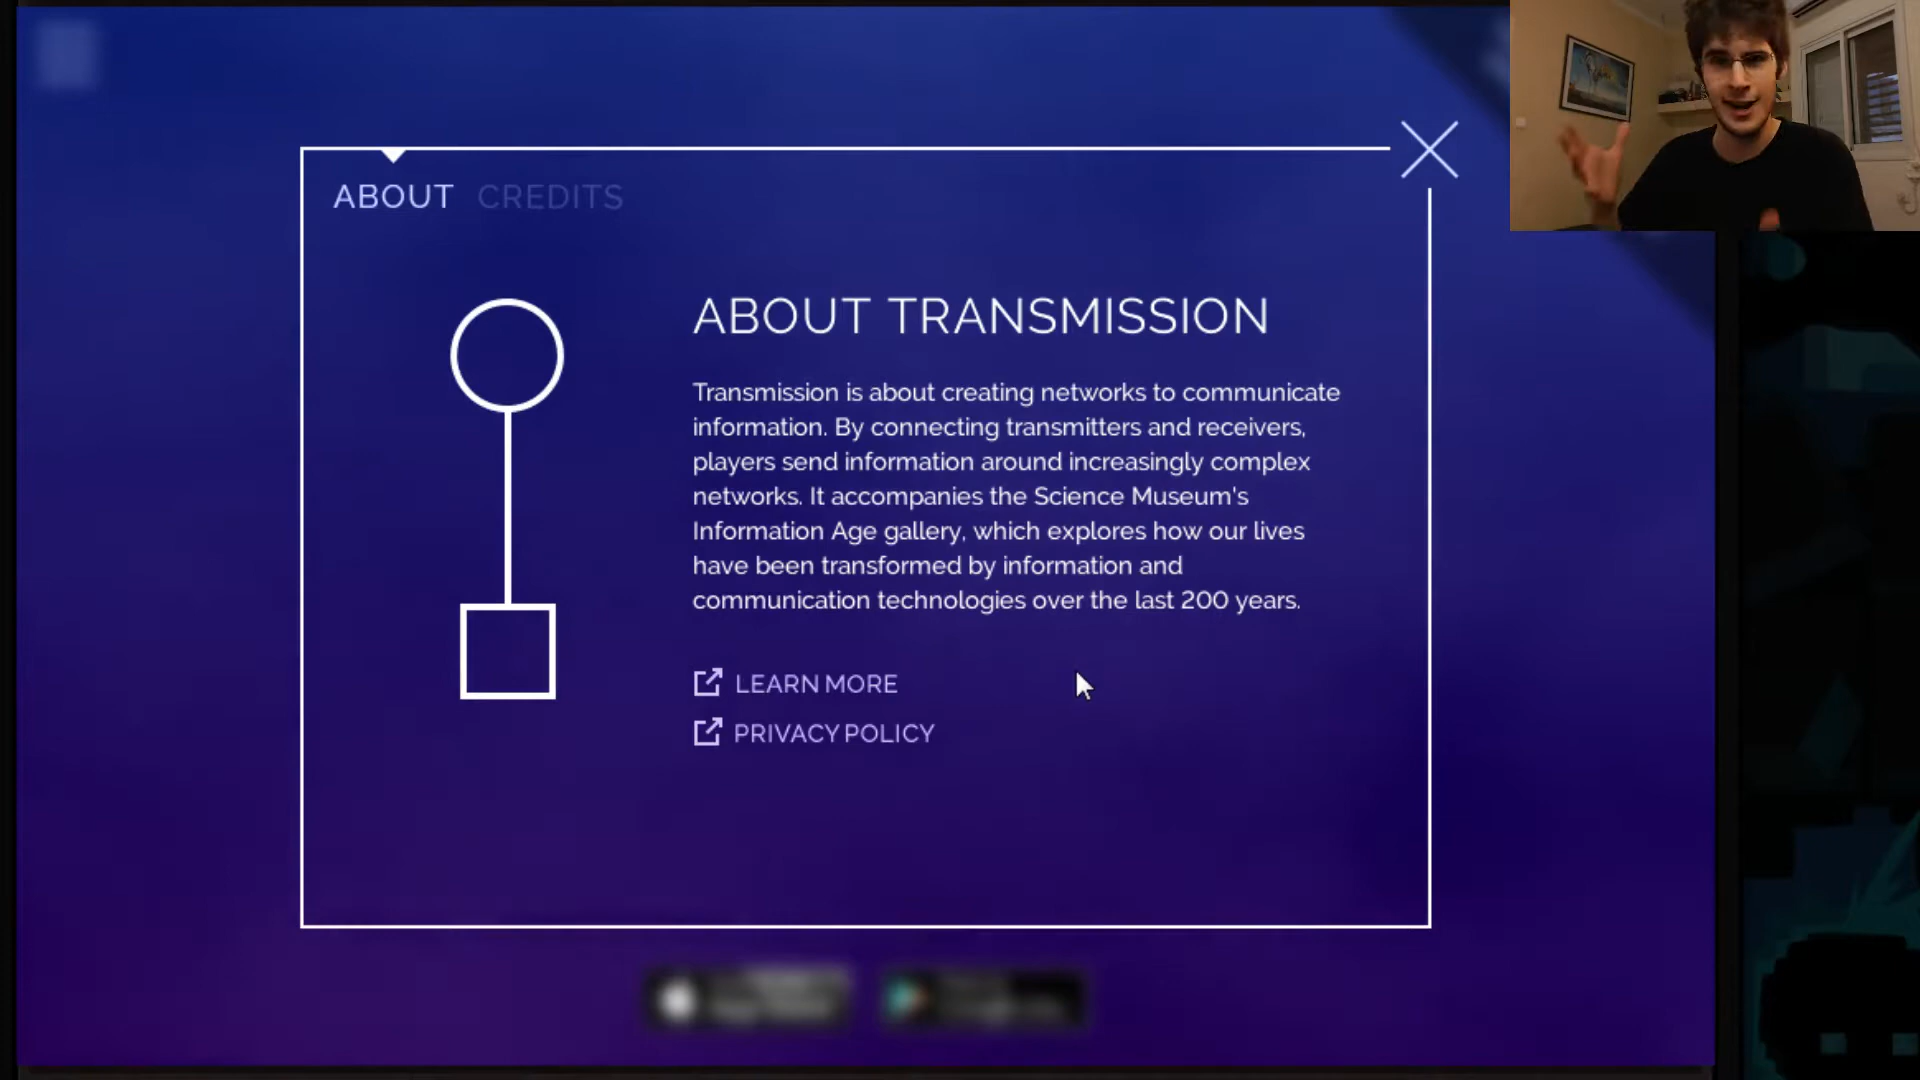 ABOUT CREDITS
ABOUT TRANSMISSION
Transmission is about creating networks to communicate
information. By connecting transmitters and receivers,
players send information around increasingly complex
networks. It accompanies the Science Museum's
Information Age gallery, which explores how our lives
have been transformed by information and
communication technologies over the last 200 years.
LEARN MORE
PRIVACY POLICY